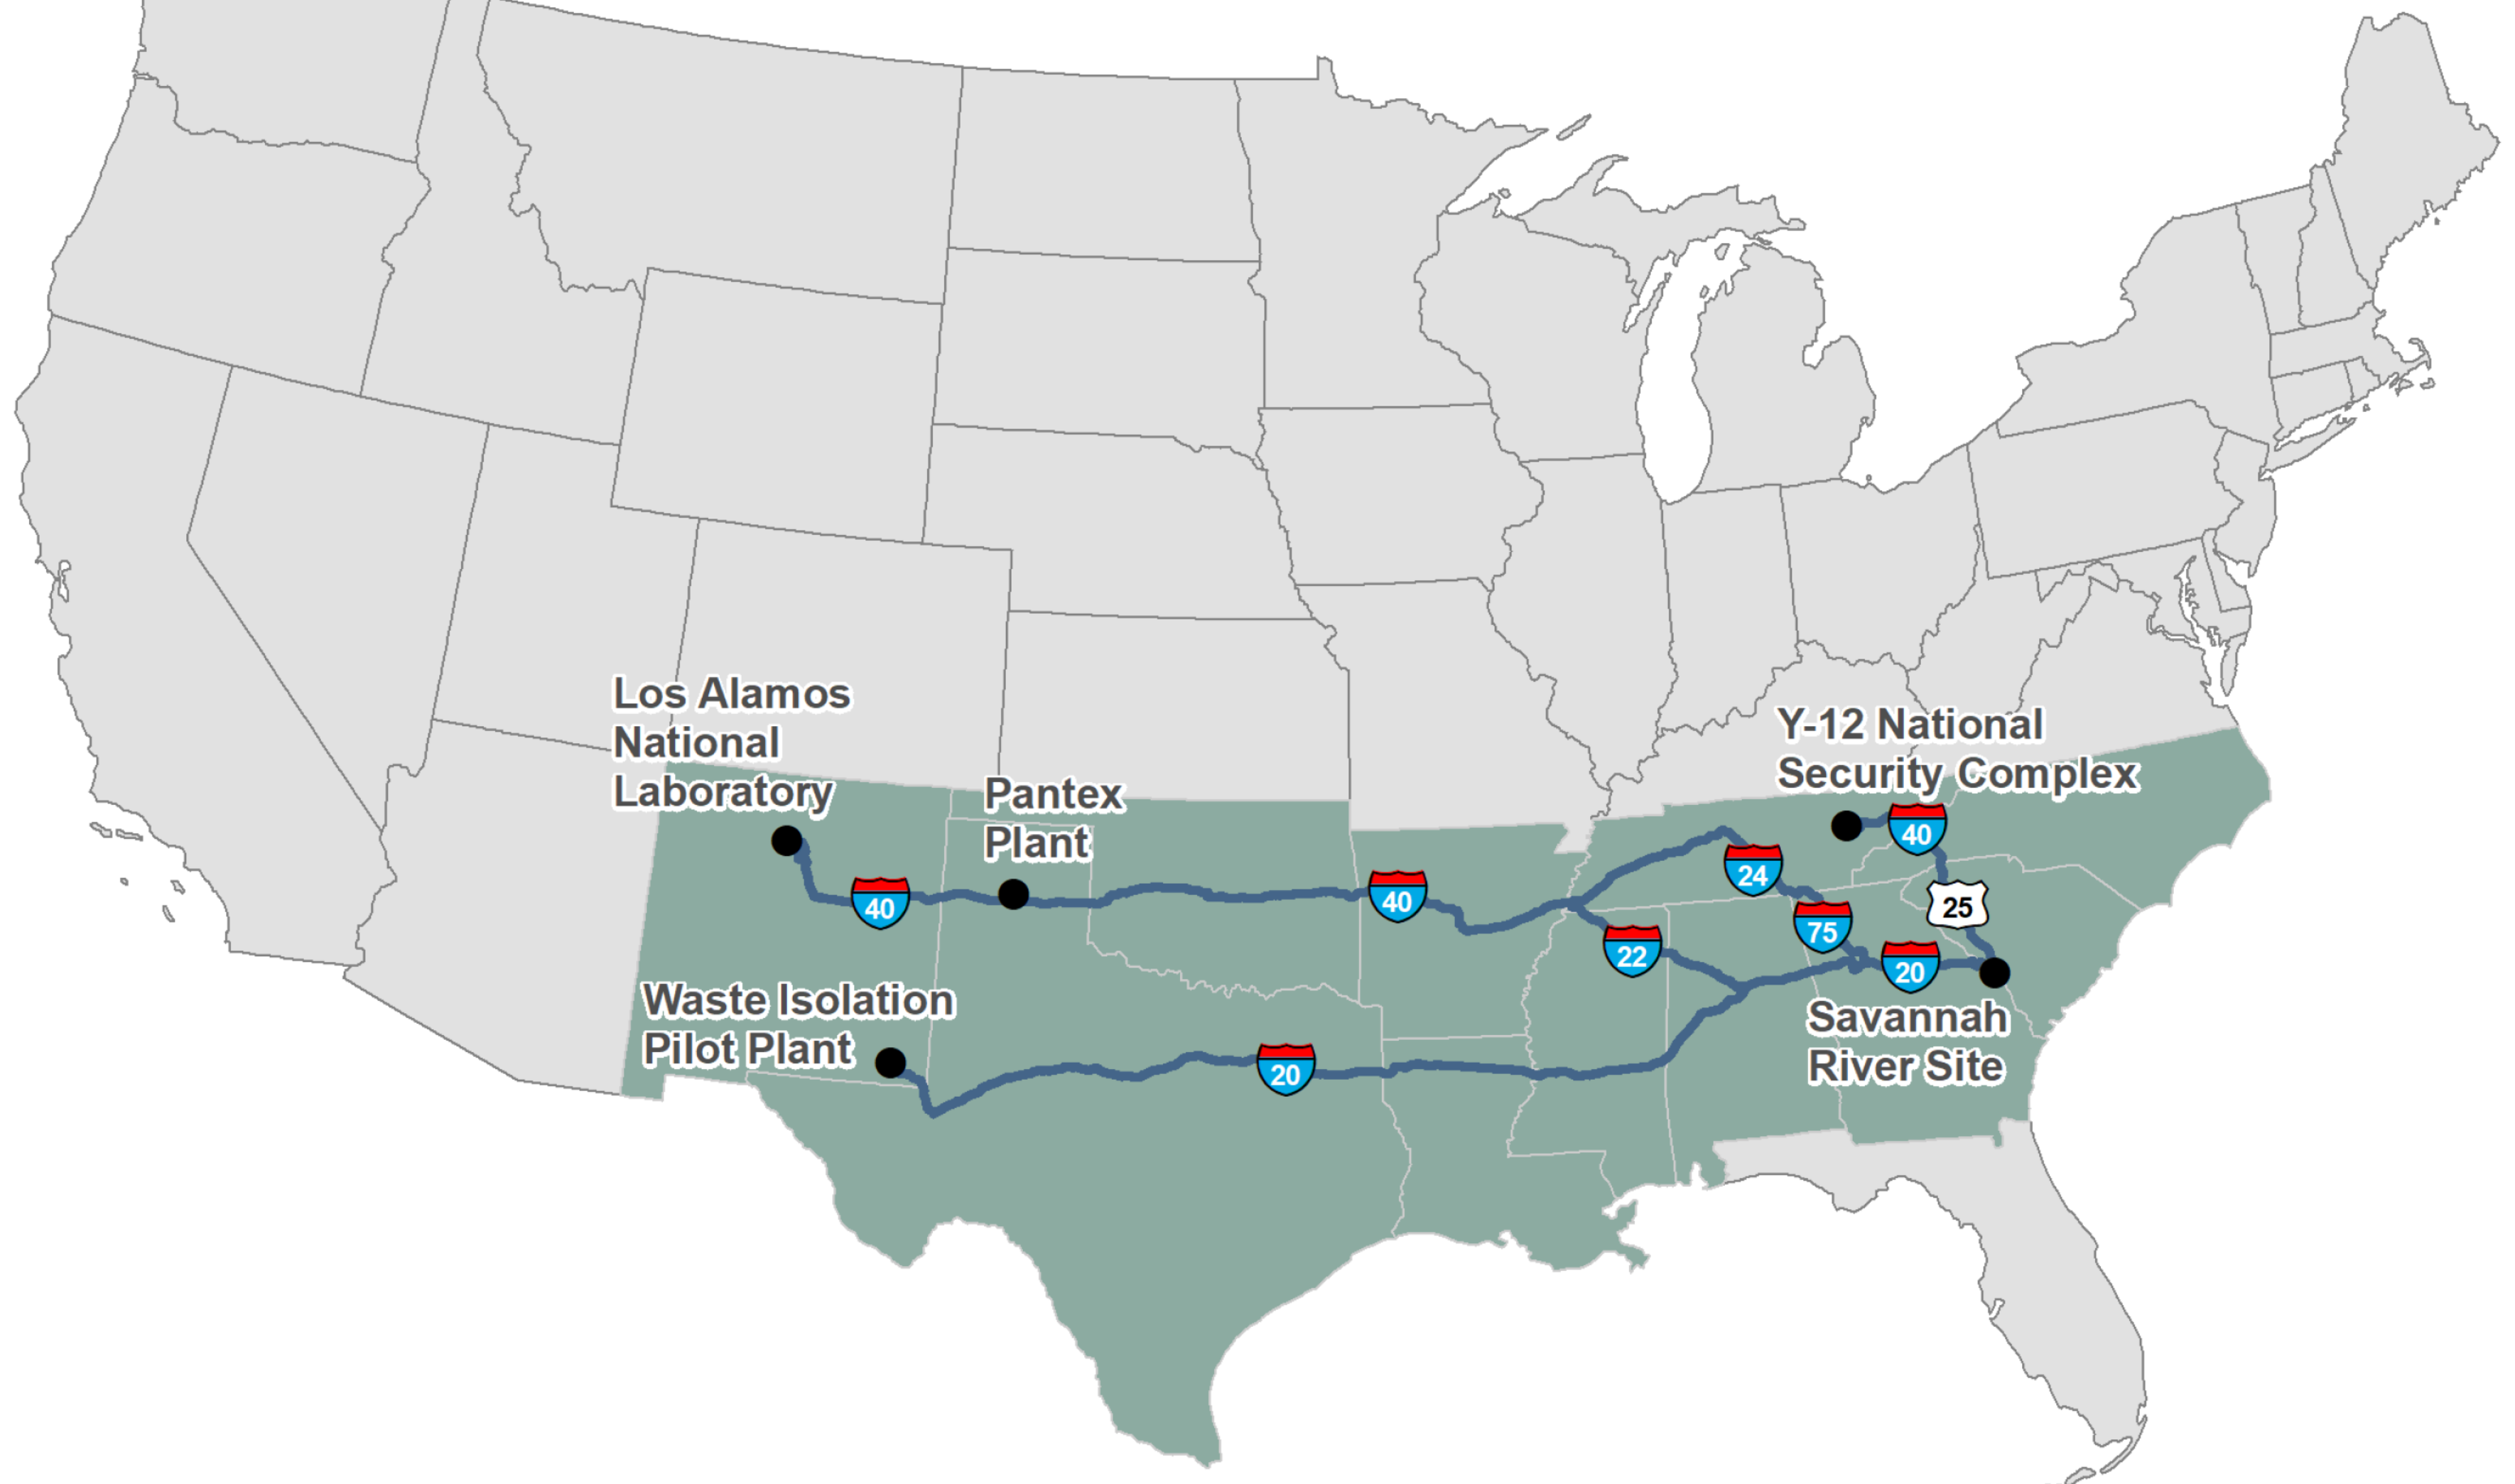 Los Alamos
National
Laboratory
Pantex
Plant
Y-12 National
Security Complex
40
24
40
40
25
75
22
20
Waste Isolation
Pilot Plant
Savannah
River Site
20